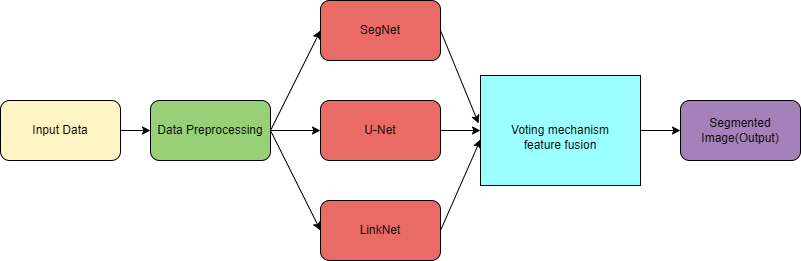 Input Data
Data Preprocessing
SegNet
U-Net
LinkNet
Voting mechanism
feature fusion
Segmented
Image(Output)